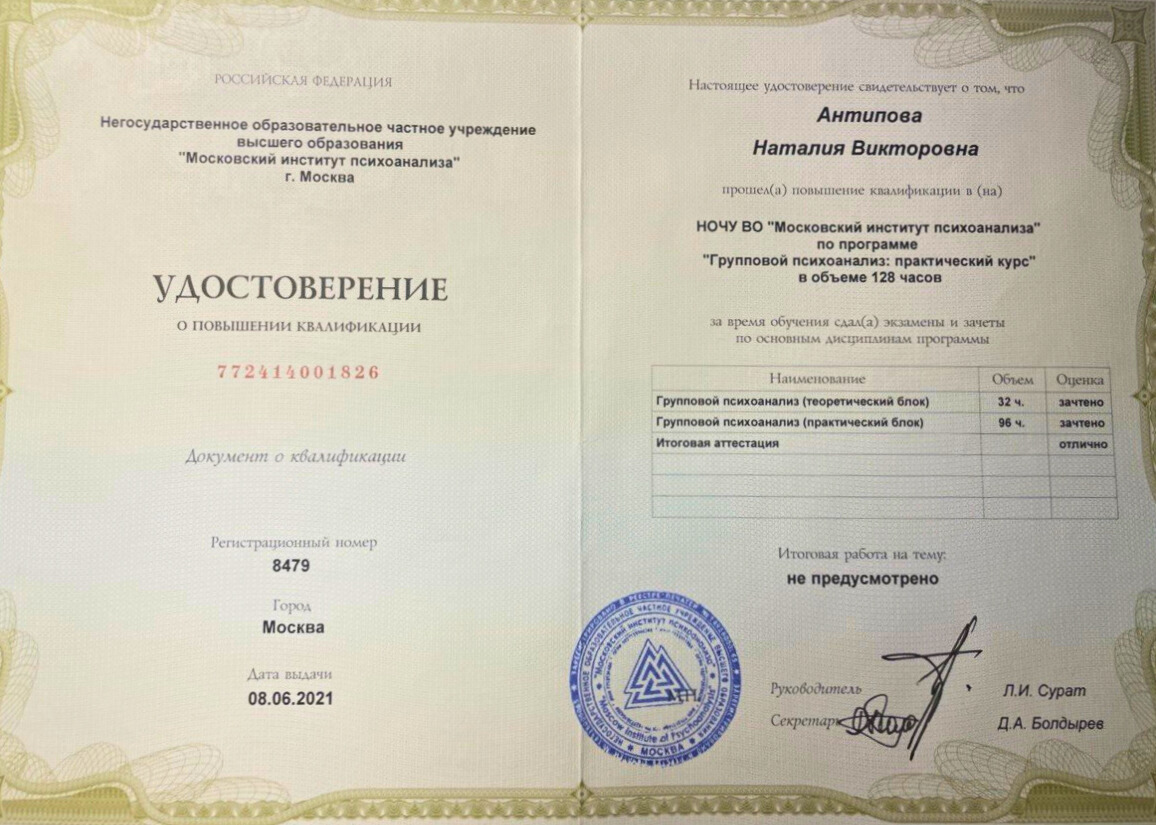 РОССИЙСКАЯ ФЕДЕРАЦИЯ
Негосударственное образовательное частное учреждение
высшего образования
"Московский институт психоанализа"
г. Москва
УДОСТОВЕРЕНИЕ
О ПОВЫШЕНИИ КВАЛИФИКАЦИИ
772414001826
Документ о квалификации
Регистрационный номер
8479
Город
Москва
Дата выдачи
08.06.2021
Настоящее удостоверение свидетельствует о том, что
Антипова
Наталия Викторовна
прошел(а) повышение квалификации в (на)
НОЧУ ВО "Московский институт психоанализа"
по программе
"Групповой психоанализ: практический курс"
в объеме 128 часов
за время обучения сдал(а) экзамены и зачеты
по основным дисциплинам программы
Наименование Объем Оценка
Групповой психоанализ (теоретический блок) 32 ч. зачтено
Групповой психоанализ (практический блок) 96 ч. зачтено
Итоговая аттестация отлично
Итоговая работа на тему:
не предусмотрено
Руководитель Л.И. Сурат
Секретарь Д.А. Болдырев
"Московский институт психоанализа"
"Moscow Institute of Psychoanalysis"
МОСКВА